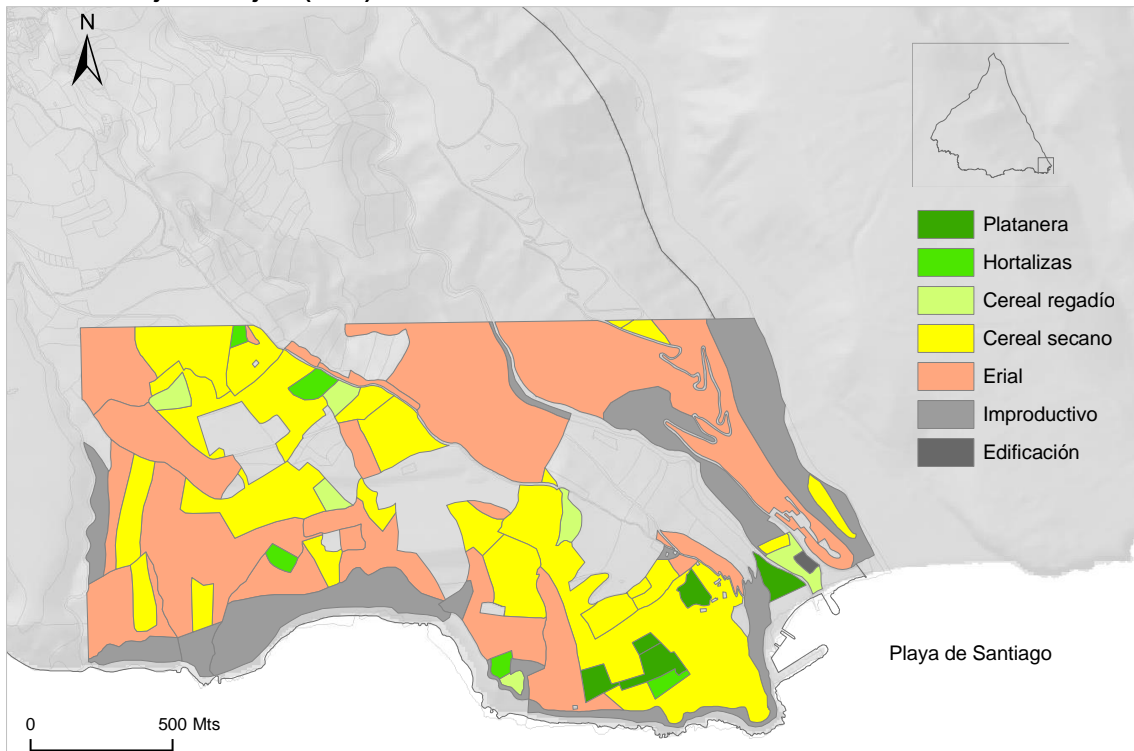 N
Platanera
Hortalizas
Cereal regadío
Cereal secano
Erial
Improductivo
Edificación
Playa de Santiago
0 500 Mts